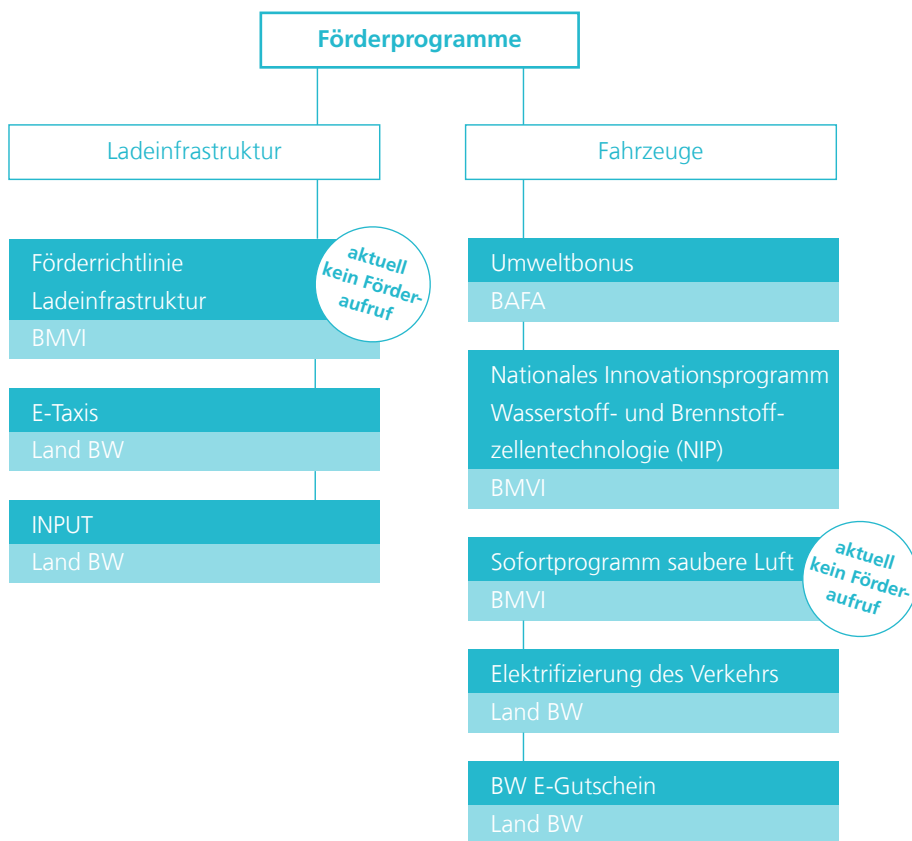 Förderprogramme
Ladeinfrastruktur
Förderrichtlinie
Ladeinfrastruktur
BMVI
aktuell
kein Förder-
aufruf
E-Taxis
Land BW
INPUT
Land BW
Fahrzeuge
Umweltbonus
BAFA
Nationales Innovationsprogramm
Wasserstoff- und Brennstoff-
zellentechnologie (NIP)
BMVI
Sofortprogramm saubere Luft
BMVI
aktuell
kein Förder-
aufruf
Elektrifizierung des Verkehrs
Land BW
BW E-Gutschein
Land BW